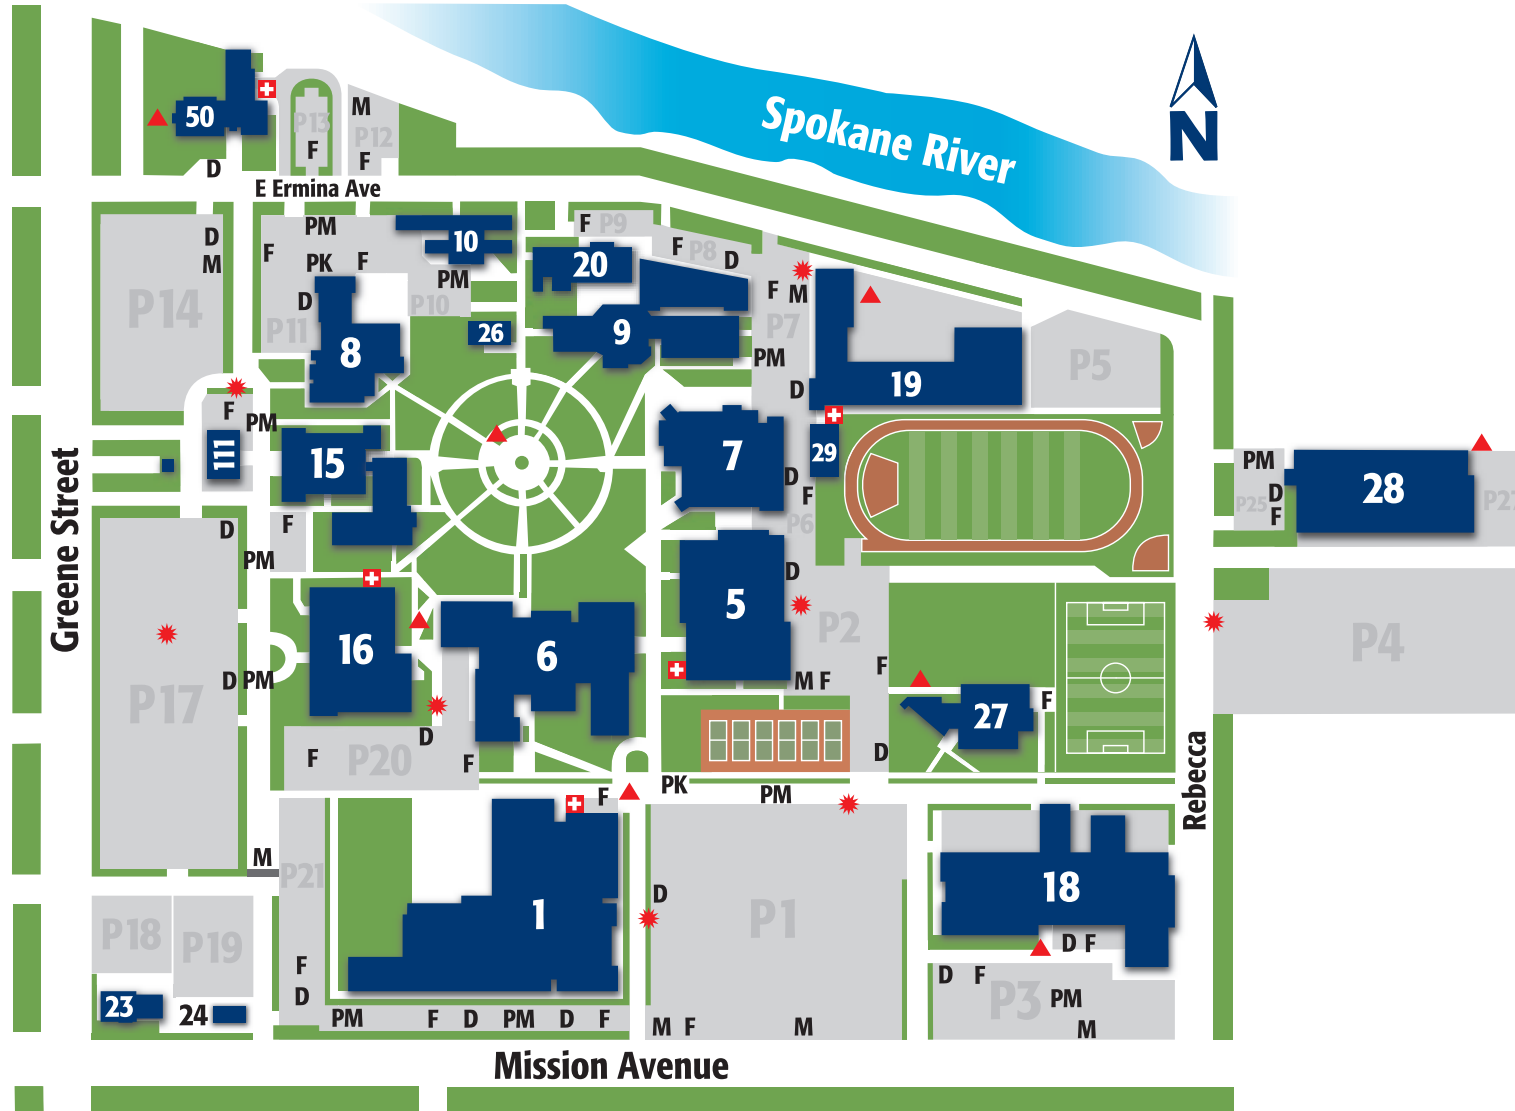 Spokane River
N
50
P13
M
P12
F
F
D
E Ermina Ave
PM
10
F P9
F P8 D
D
M
F
PK
F
20
PM
F M
D
P14
P10
P11
26
9
P7
8
PM
P5
D
19
F
PM
111
15
7
29
D
F
PM
D
F
P25
28
P27
Greene Street
D
F
P6
PM
D
5
P2
16
6
F
P4
D PM
M F
P17
27
F
D
F
P20
F
D
Rebecca
PK
PM
F
M
P21
18
D
1
P1
P18
P19
D F
F
D
D
F
P3
PM
23
24
PM
F
D
PM
D
F
M
F
M
M
Mission Avenue